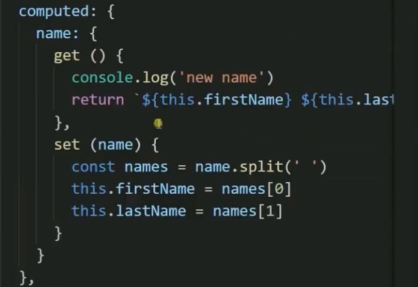 computed: {
name: {
get () {
console.log('new name')
return `${this.firstName} ${this.last
},
set (name) {
const names = name.split(' ')
this.firstName = names[0]
this.lastName = names[1]
}
}
},